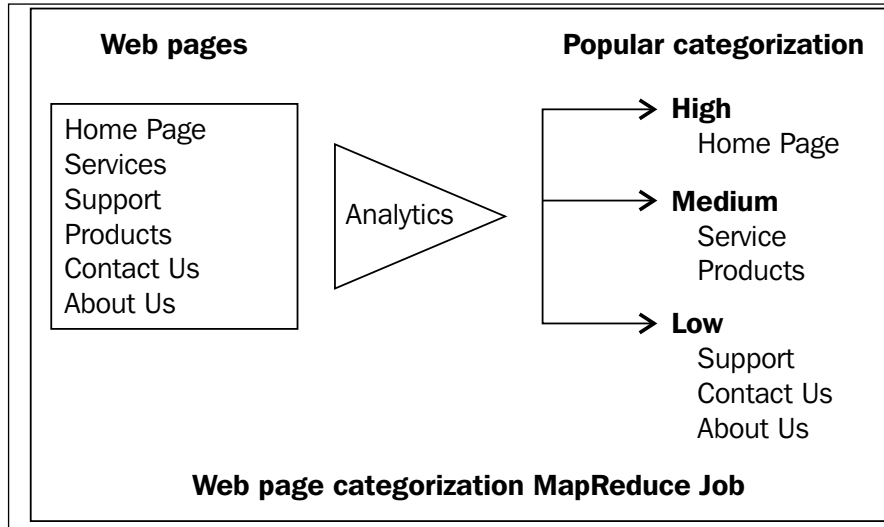 Web pages
Home Page
Services
Support
Products
Contact Us
About Us
Analytics
Popular categorization
High
Home Page
Medium
Service
Products
Low
Support
Contact Us
About Us
Web page categorization MapReduce Job